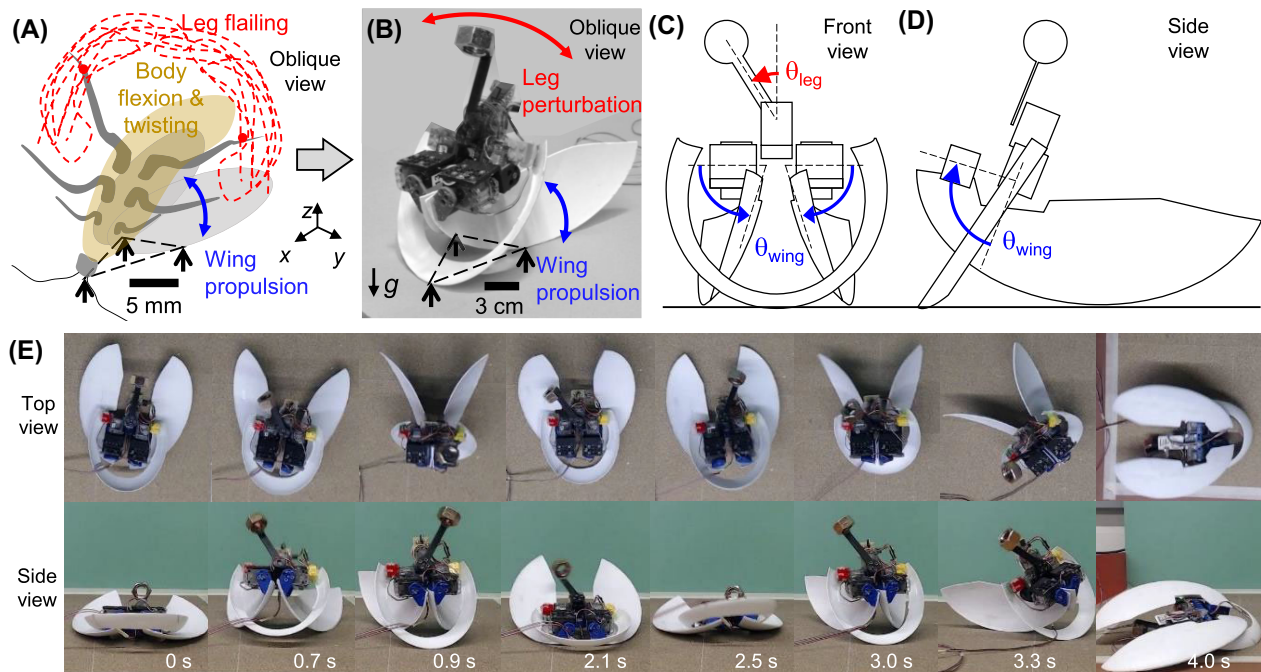 (A)
Leg flailing
Oblique
view
Body
flexion &
twisting
z
x
y
Wing
propulsion
5 mm
(B)
Oblique
view
Leg
perturbation
Wing
propulsion
g
3 cm
(C)
Front
view
θleg
θwing
(D)
Side
view
θwing
(E)
Top
view
Side
view
0 s
0.7 s
0.9 s
2.1 s
2.5 s
3.0 s
3.3 s
4.0 s